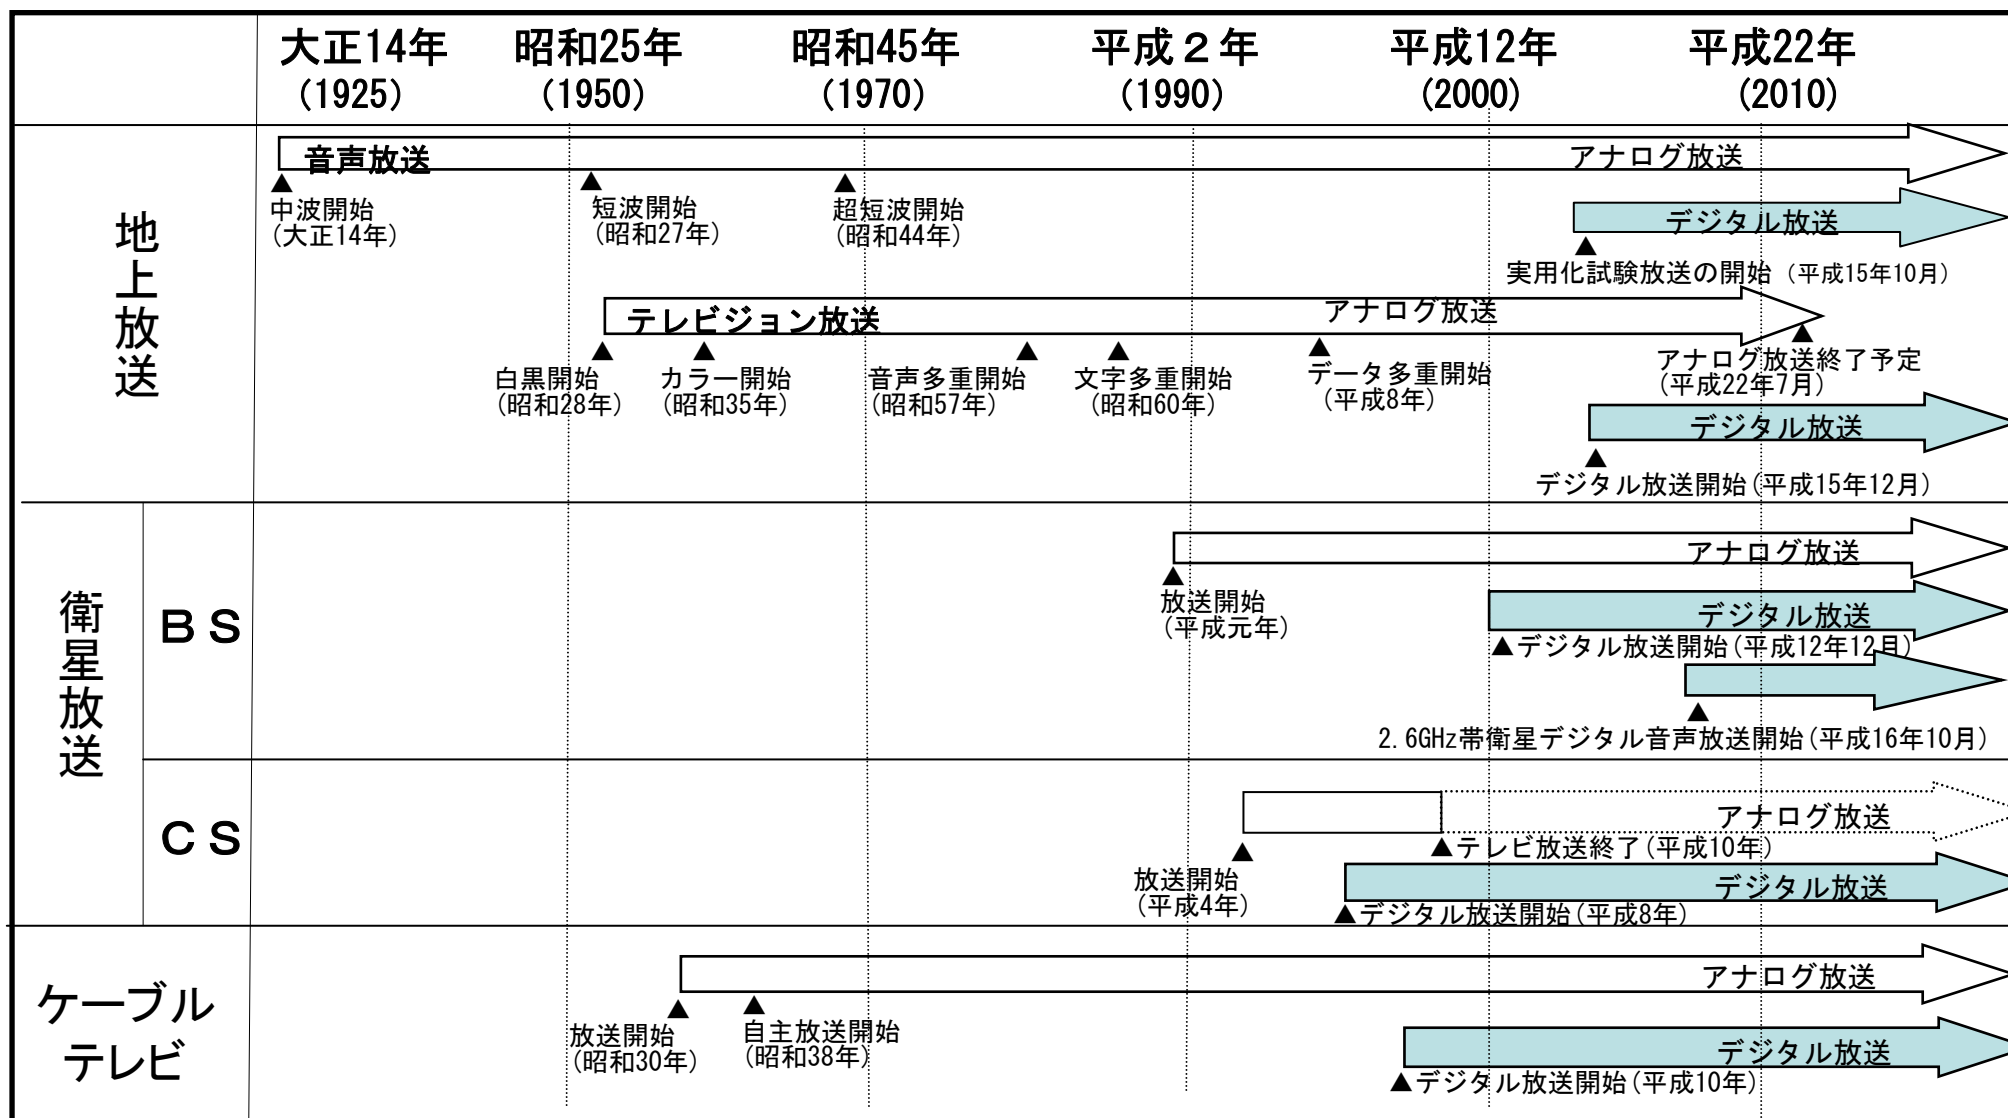 大正14年 昭和25年 昭和45年 平成２年 平成12年 平成22年
(1925) (1950) (1970) (1990) (2000) (2010)
地上放送
音声放送 アナログ放送
中波開始 短波開始 超短波開始
(大正14年) (昭和27年) (昭和44年)
デジタル放送
実用化試験放送の開始 (平成15年10月)
テレビジョン放送 アナログ放送
白黒開始 カラー開始 音声多重開始 文字多重開始 データ多重開始 アナログ放送終了予定
(昭和28年) (昭和35年) (昭和57年) (昭和60年) (平成8年) (平成22年7月)
デジタル放送
デジタル放送開始(平成15年12月)
衛星放送
ＢＳ
アナログ放送
放送開始
(平成元年)
デジタル放送
▲デジタル放送開始(平成12年12月)
2.6GHz帯衛星デジタル音声放送開始(平成16年10月)
ＣＳ
アナログ放送
▲テレビ放送終了(平成10年)
放送開始
(平成4年)
デジタル放送
▲デジタル放送開始(平成8年)
ケーブル
テレビ
アナログ放送
放送開始 自主放送開始
(昭和30年) (昭和38年)
デジタル放送
▲デジタル放送開始(平成10年)